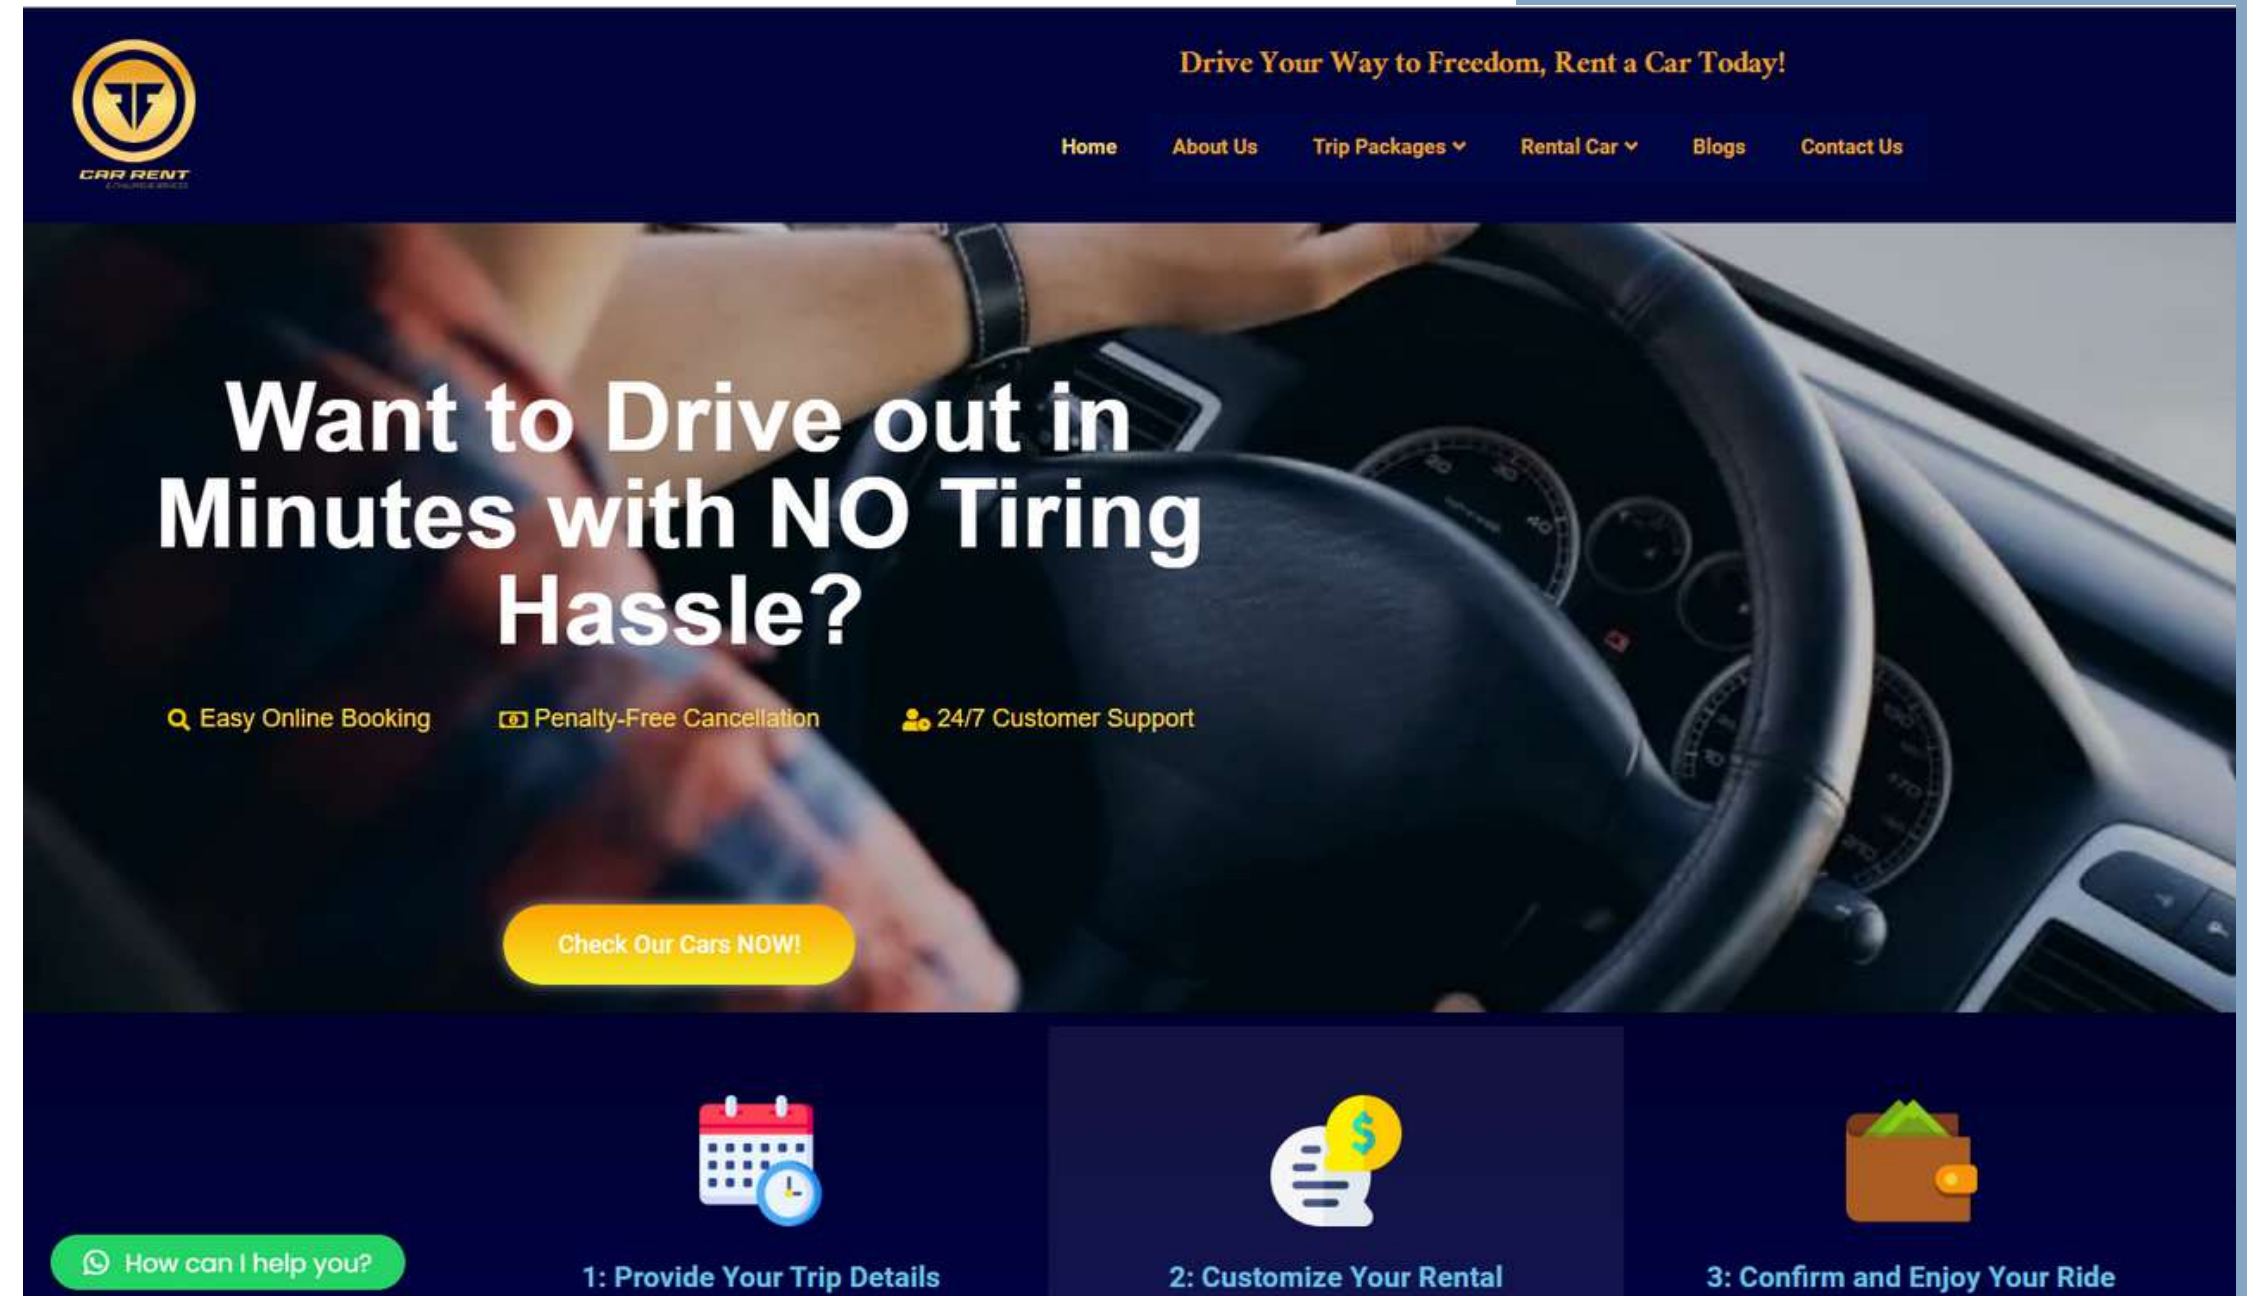 Drive Your Way to Freedom, Rent a Car Today!
CAR RENT
Home About Us Trip Packages Rental Car Blogs Contact Us
Want to Drive out in
Minutes with NO Tiring
Hassle?
Easy Online Booking Penalty-Free Cancellation 24/7 Customer Support
Check Our Cars NOW!
How can I help you?
1: Provide Your Trip Details 2: Customize Your Rental 3: Confirm and Enjoy Your Ride